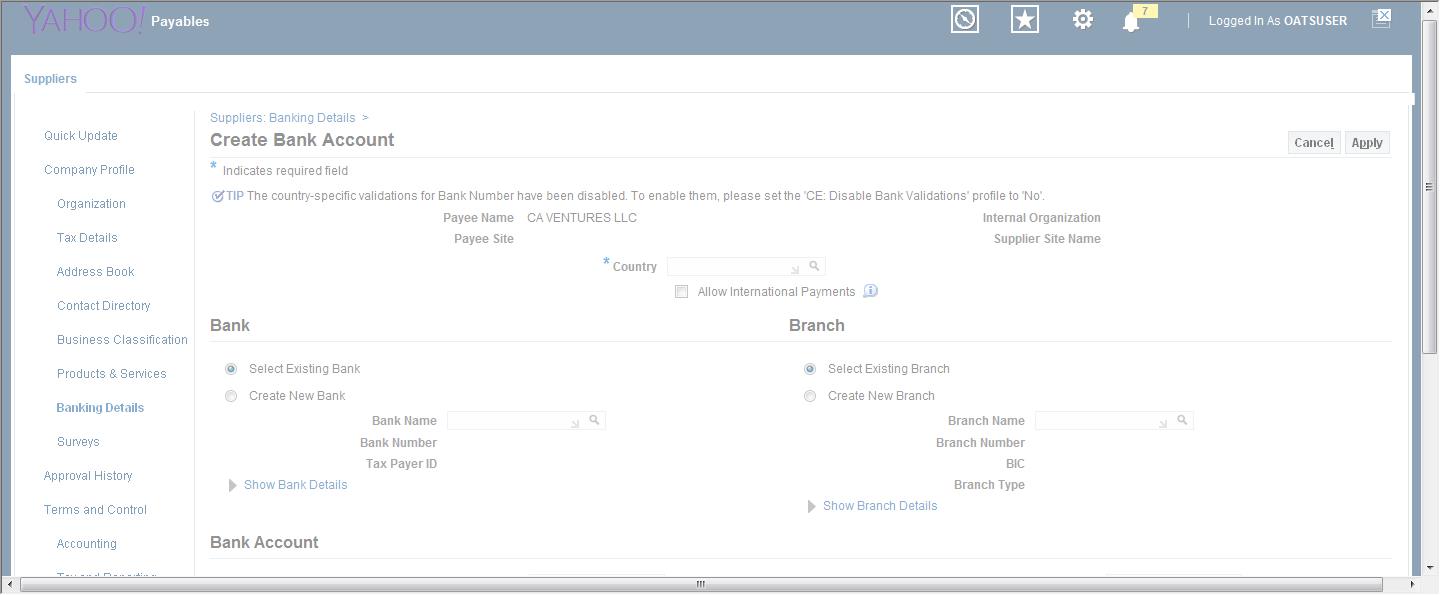 YAHOO! Payables
7
Logged In As OATSUSER
Suppliers
Quick Update
Company Profile
Organization
Tax Details
Address Book
Contact Directory
Business Classification
Products & Services
Banking Details
Surveys
Approval History
Terms and Control
Accounting
Tax and Reporting
Suppliers: Banking Details >
Create Bank Account
Cancel Apply
* Indicates required field
TIP The country-specific validations for Bank Number have been disabled. To enable them, please set the 'CE: Disable Bank Validations' profile to 'No'.
Payee Name CA VENTURES LLC
Payee Site
Internal Organization
Supplier Site Name
* Country
Allow International Payments
Bank
Select Existing Bank
Create New Bank
Bank Name
Bank Number
Tax Payer ID
Show Bank Details
Branch
Select Existing Branch
Create New Branch
Branch Name
Branch Number
BIC
Branch Type
Show Branch Details
Bank Account